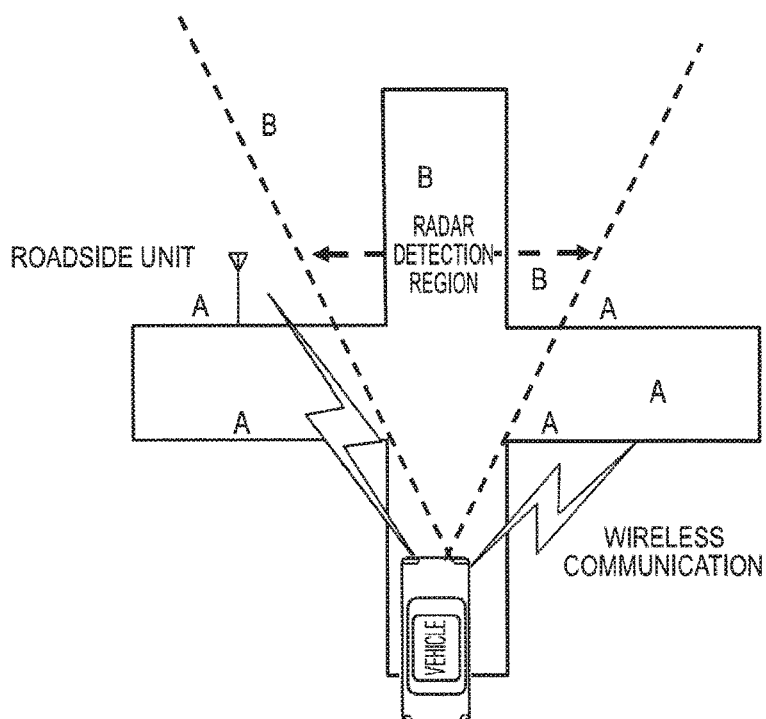 B
B
RADAR
DETECTION
REGION
B
ROADSIDE UNIT
A
A
A
A
A
WIRELESS
COMMUNICATION
VEHICLE